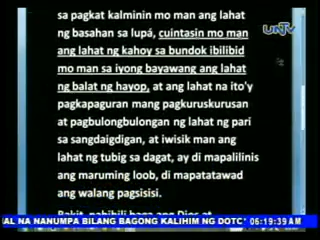 UNTV
sa pagkat kalminin mo man ang lahat
ng basahan sa lupá, cuintasin mo man
ang lahat ng kahoy sa bundok ibilibid
mo man sa iyong bayawang ang lahat
ng balat ng hayop, at ang lahat na ito'y
pagkapaguran mang pagkuruskurusan
at pagbulongbulongan ng lahat ng pari
sa sangdaigdigan, at iwisik man ang
lahat ng tubig sa dagat, ay di mapalilinis
ang maruming loob, di mapatatawad
ang walang pagsisisi.
AL NA NANUMPA BILANG BAGONG KALIHIM NG DOTC* 06:19:39 AM